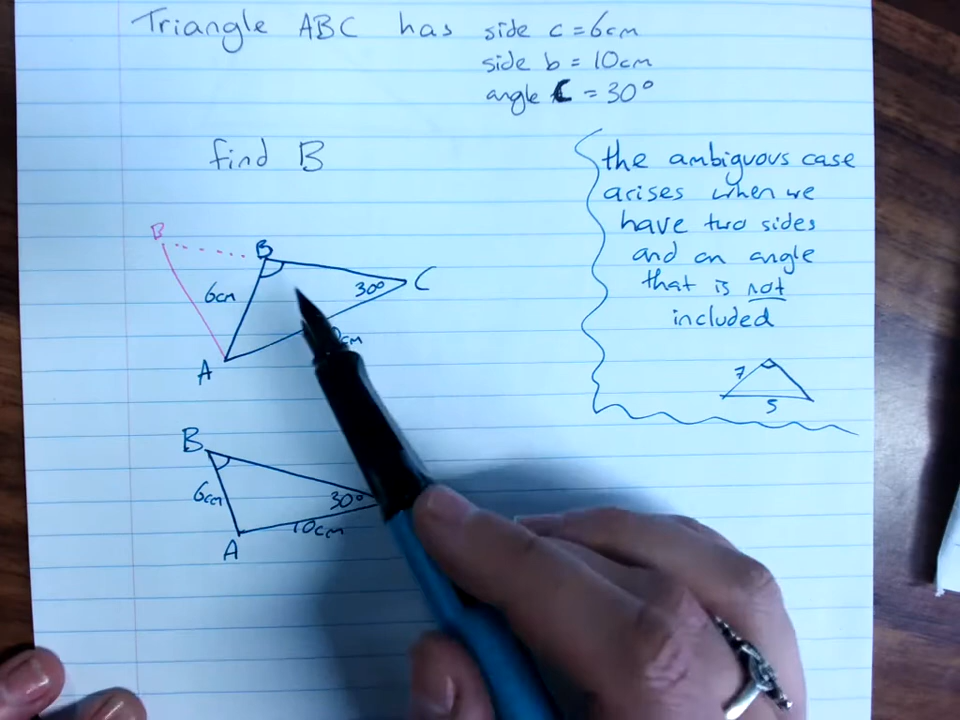 Triangle ABC has side c = 6cm
side b = 10cm
angle C = 30°
find B
the ambiguous case
arises when we
have two sides
and an angle
that is not
included
7
5
B
B
6cm
30°
C
cm
A
B
6cm
30°
10cm
A